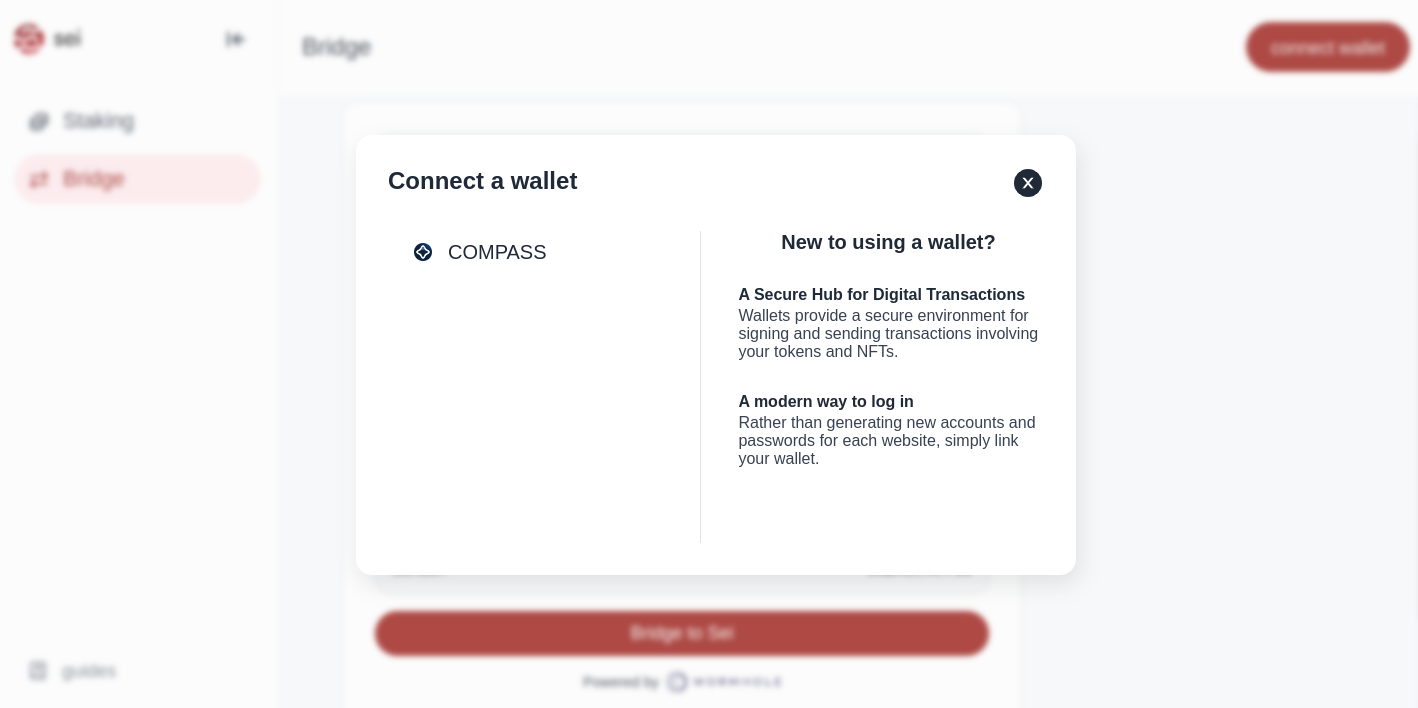 sei
Bridge
connect wallet
Staking
Bridge
Connect a wallet
COMPASS
New to using a wallet?
A Secure Hub for Digital Transactions
Wallets provide a secure environment for
signing and sending transactions involving
your tokens and NFTs.
A modern way to log in
Rather than generating new accounts and
passwords for each website, simply link
your wallet.
Bridge to Sei
guides
Powered by WORMHOLE